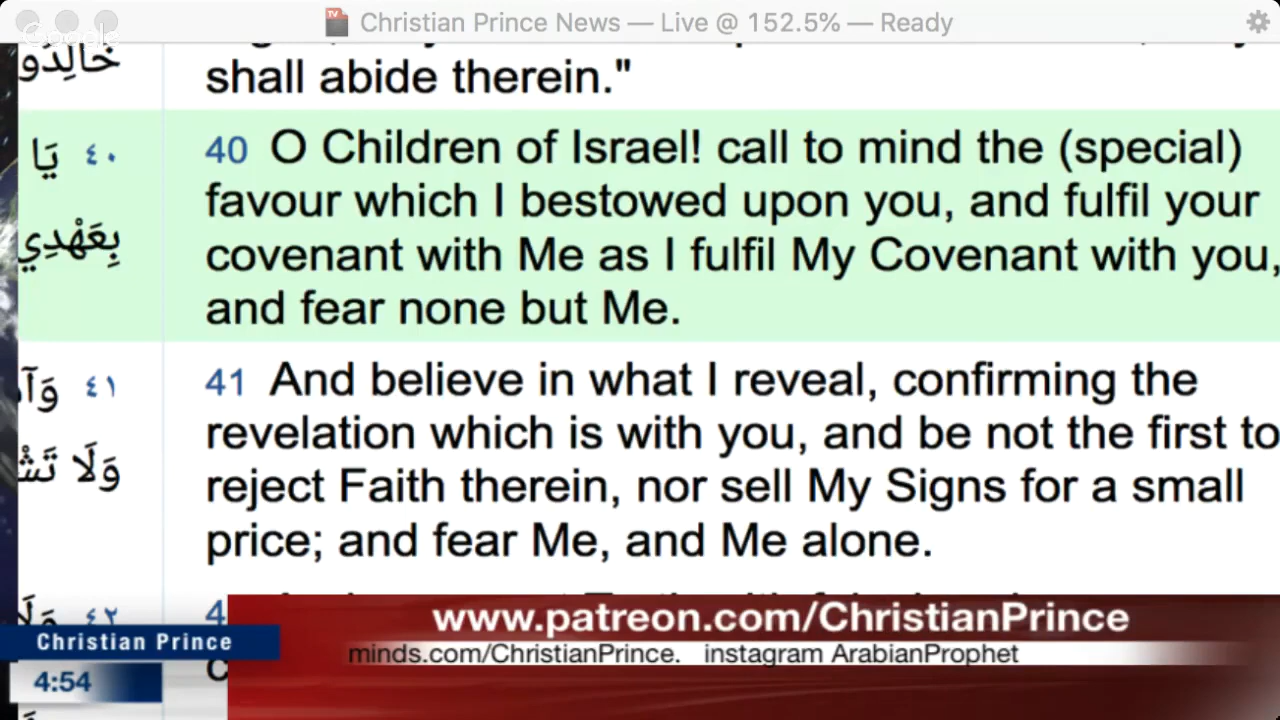 Christian Prince News — Live @ 152.5% — Ready
Google
TV
shall abide therein."
يَا ٤٠
40 O Children of Israel! call to mind the (special)
favour which I bestowed upon you, and fulfil your
بِعَهْدِي
covenant with Me as I fulfil My Covenant with you,
and fear none but Me.
٤١
41 And believe in what I reveal, confirming the
revelation which is with you, and be not the first to
وَلَا
reject Faith therein, nor sell My Signs for a small
price; and fear Me, and Me alone.
٤٢
www.patreon.com/ChristianPrince
Christian Prince
minds.com/ChristianPrince. instagram ArabianProphet
4:54